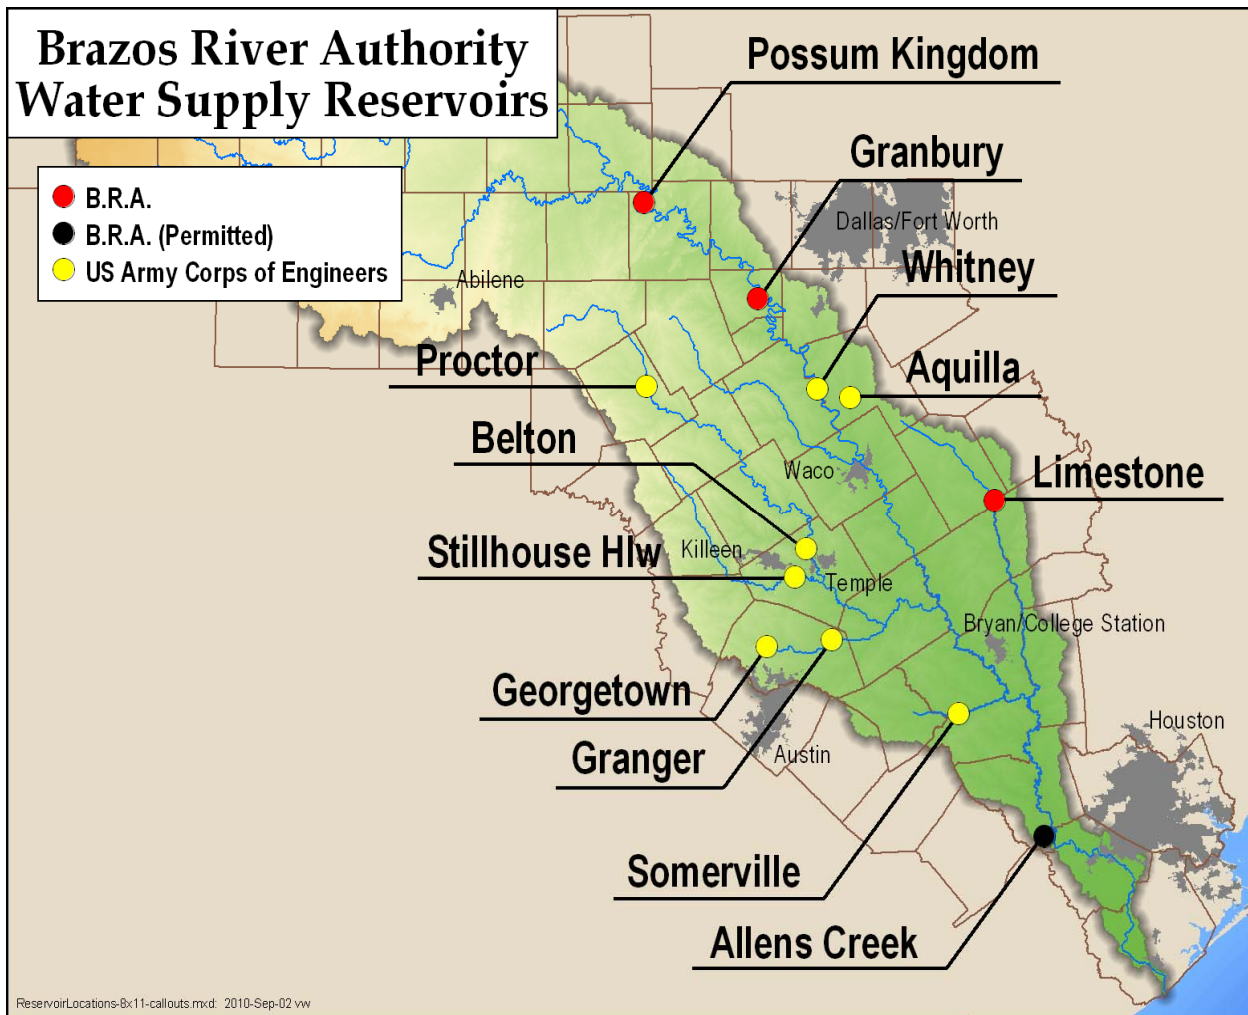 Brazos River Authority
Water Supply Reservoirs
B.R.A.
B.R.A. (Permitted)
US Army Corps of Engineers
Possum Kingdom
Granbury
Dallas/Fort Worth
Whitney
Abilene
Proctor
Aquilla
Belton
Waco
Limestone
Stillhouse Hlw
Killeen
Temple
Bryan/College Station
Georgetown
Granger
Austin
Houston
Somerville
Allens Creek
ReservoirLocations-8x11-callouts.mxd: 2010-Sep-02 vw